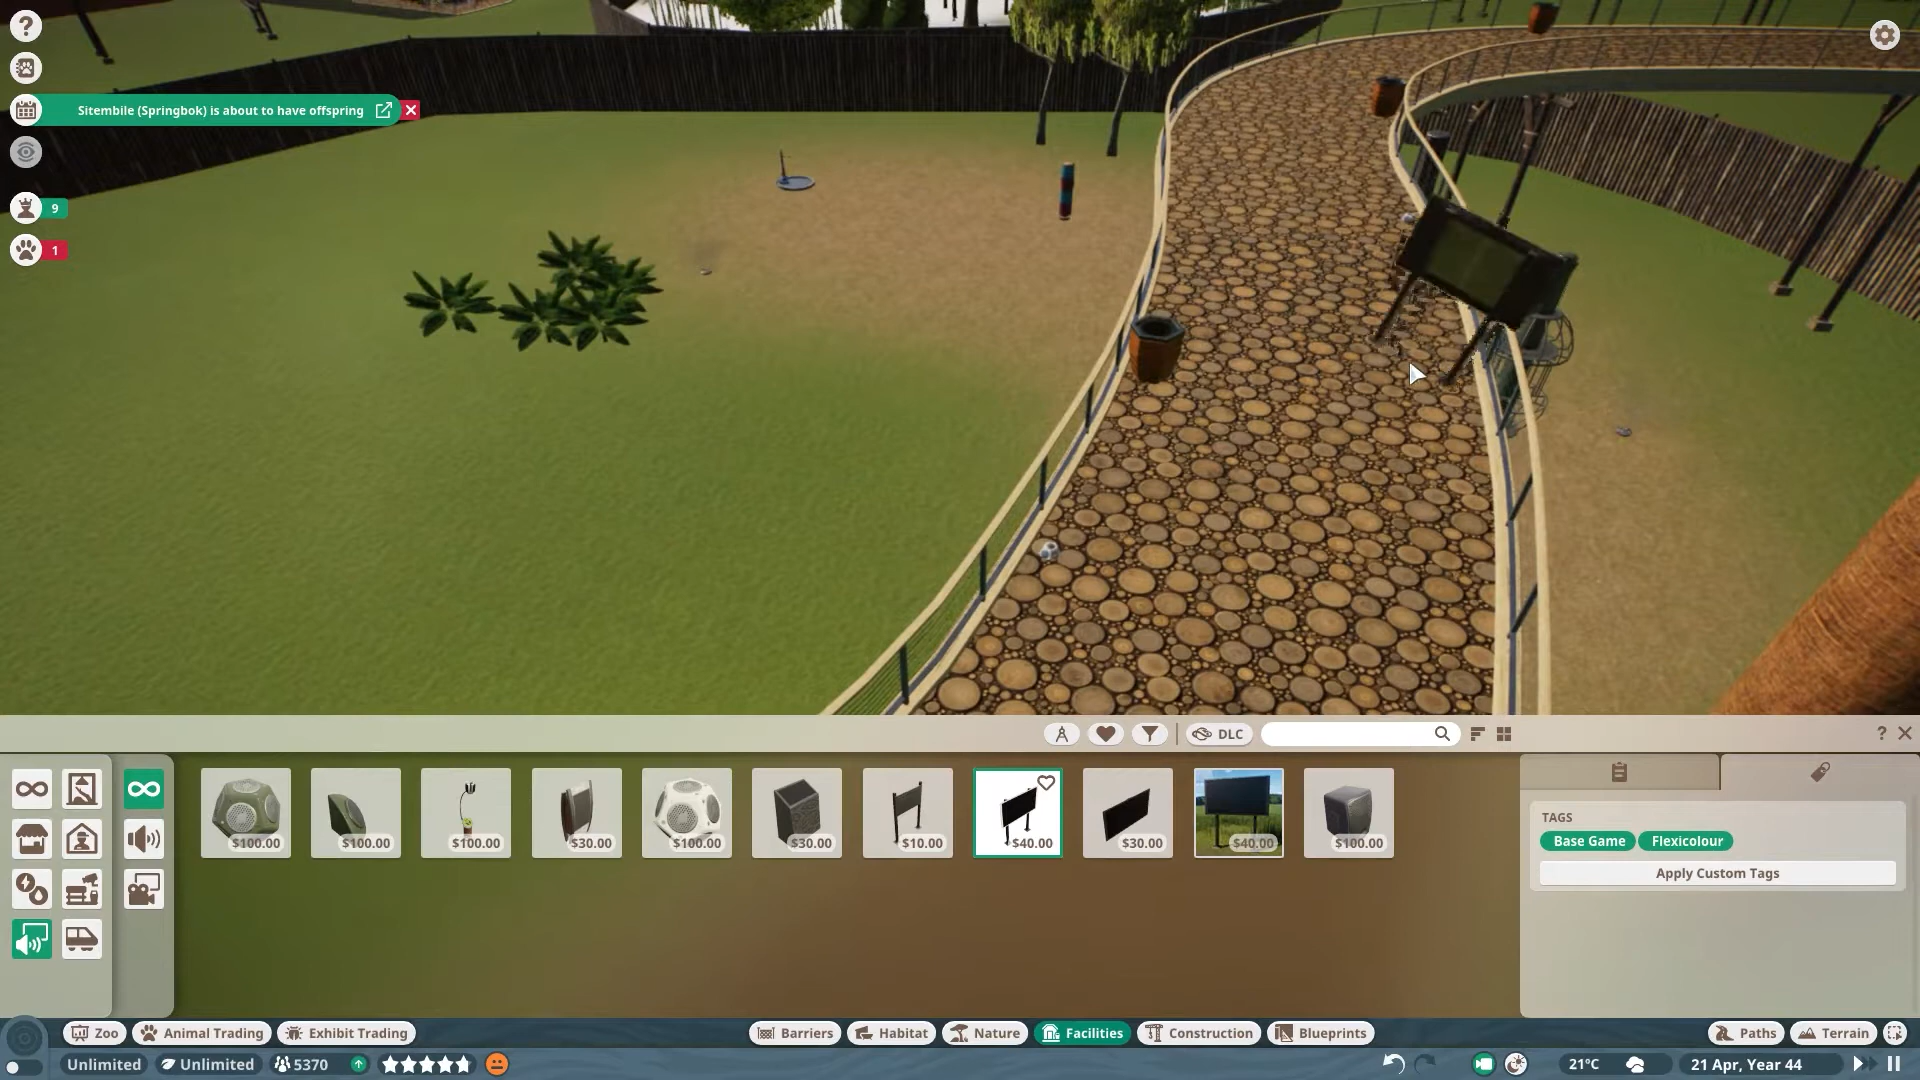 ?
Sitembile (Springbok) is about to have offspring
9
1
DLC
?
$100.00 $100.00 $100.00 $30.00 $100.00 $30.00 $10.00 $40.00 $30.00 $40.00 $100.00
TAGS
Base Game Flexicolour
Apply Custom Tags
Zoo Animal Trading Exhibit Trading Barriers Habitat Nature Facilities Construction Blueprints Paths Terrain
Unlimited Unlimited 5370 21°C 21 Apr, Year 44